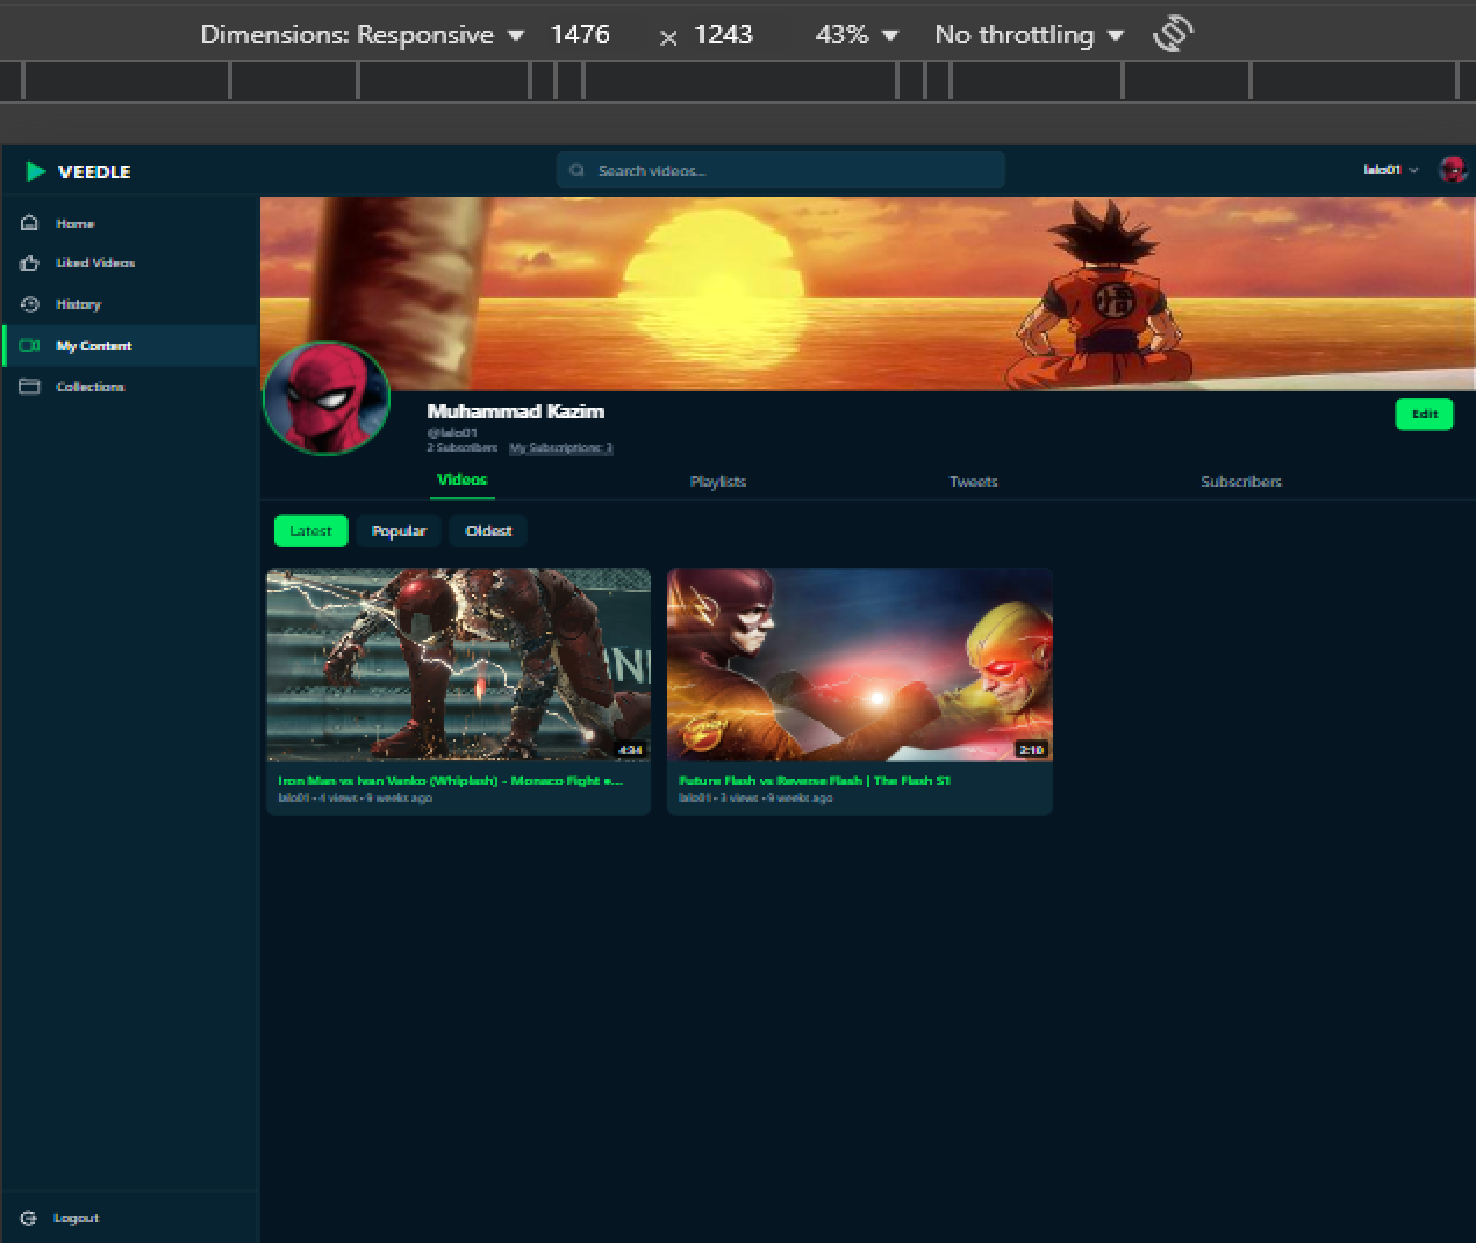 Dimensions: Responsive 1476 x 1243 43% No throttling
VEEDLE
Search videos...
lalo01
Home
Liked Videos
History
My Content
Collections
悟
Muhammad Kazim
Edit
@lalo01
2 Subscribers My Subscriptions: 3
Videos Playlists Tweets Subscribers
Latest Popular Oldest
4:34
2:10
Iron Man vs Ivan Vanko (Whiplash) - Monaco Fight s...
lalo01 • 4 views • 9 weeks ago
Future Flash vs Reverse Flash | The Flash S1
lalo01 • 3 views • 9 weeks ago
Logout